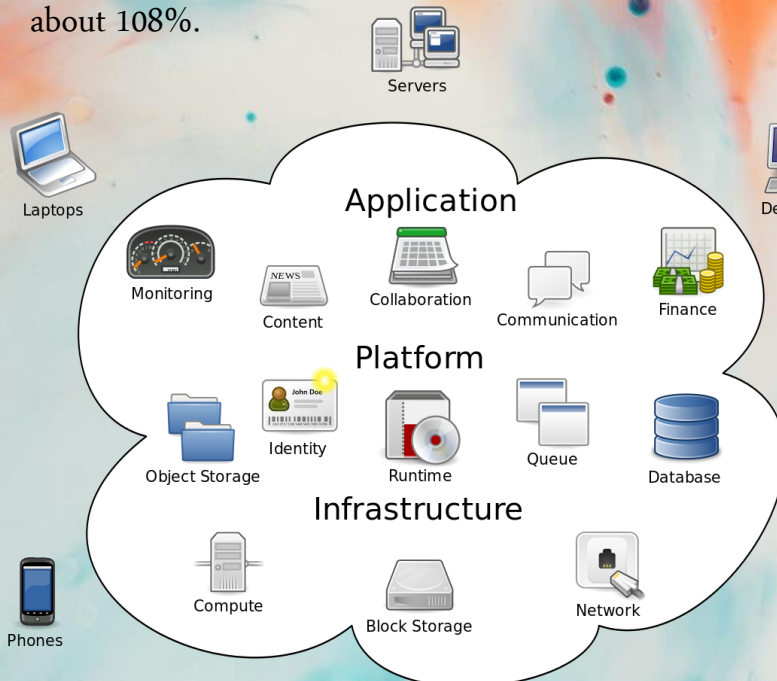 about 108%.
Servers
Laptops
Application
Monitoring
NEWS
Content
Collaboration
Communication
Finance
Platform
John Doe
Identity
Object Storage
Runtime
Queue
Database
Infrastructure
Compute
Block Storage
Network
Phones